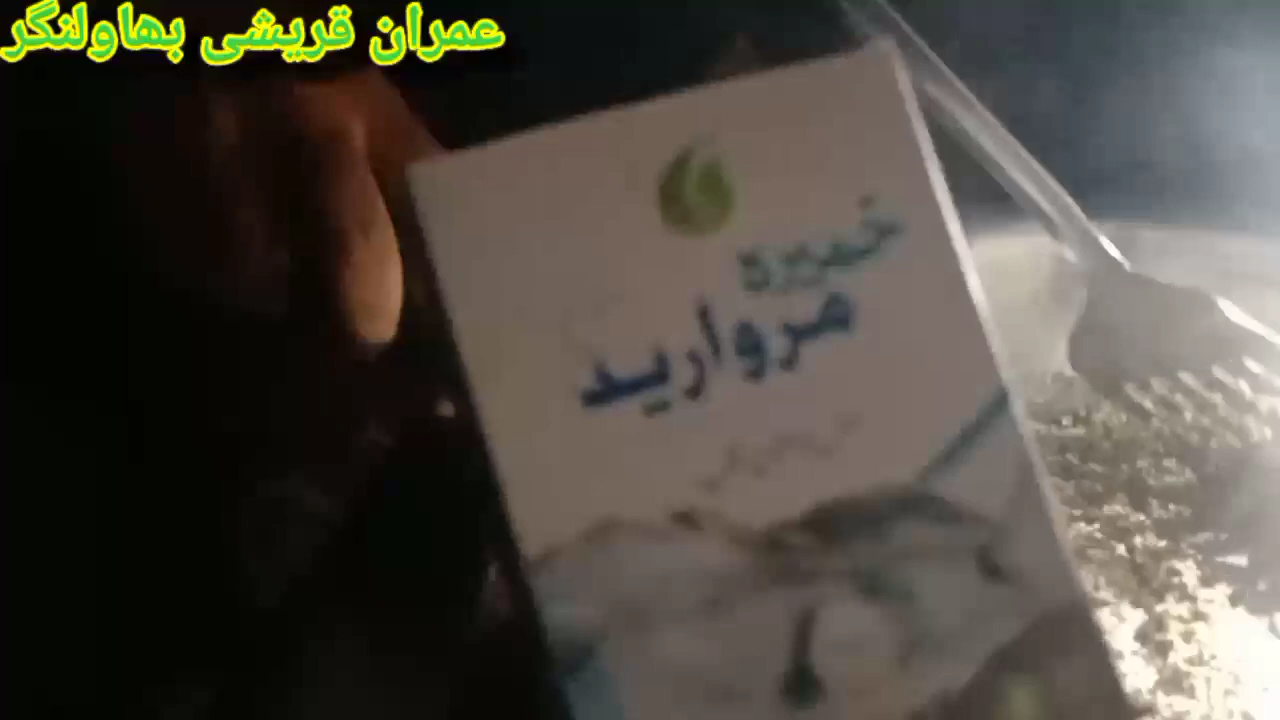 عمران قریشی بھاولنگر
خمیرہ
مروارید